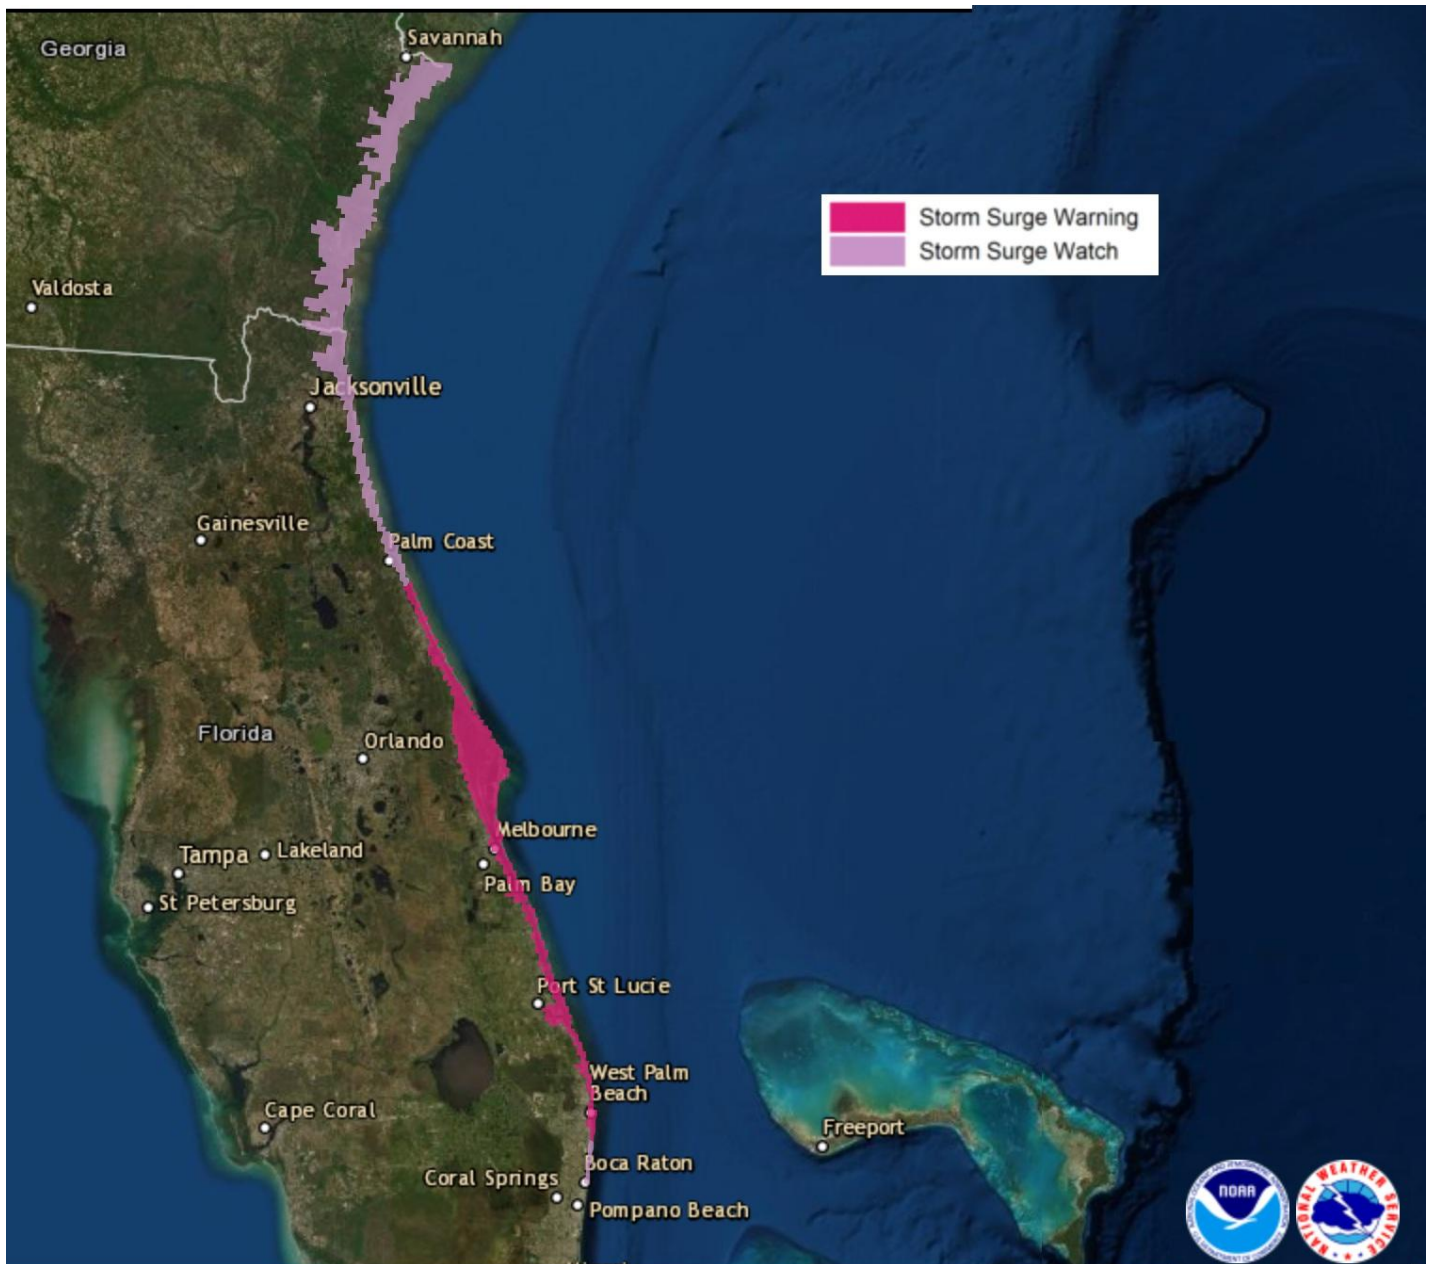 Savannah
Georgia
Storm Surge Warning
Storm Surge Watch
Valdosta
Jacksonville
Gainesville
Palm Coast
Florida
Orlando
Melbourne
Tampa
Lakeland
Palm Bay
St Petersburg
Port St Lucie
West Palm
Beach
Cape Coral
Freeport
Boca Raton
Coral Springs
Pompano Beach
NOAA
NATIONAL WEATHER SERVICE